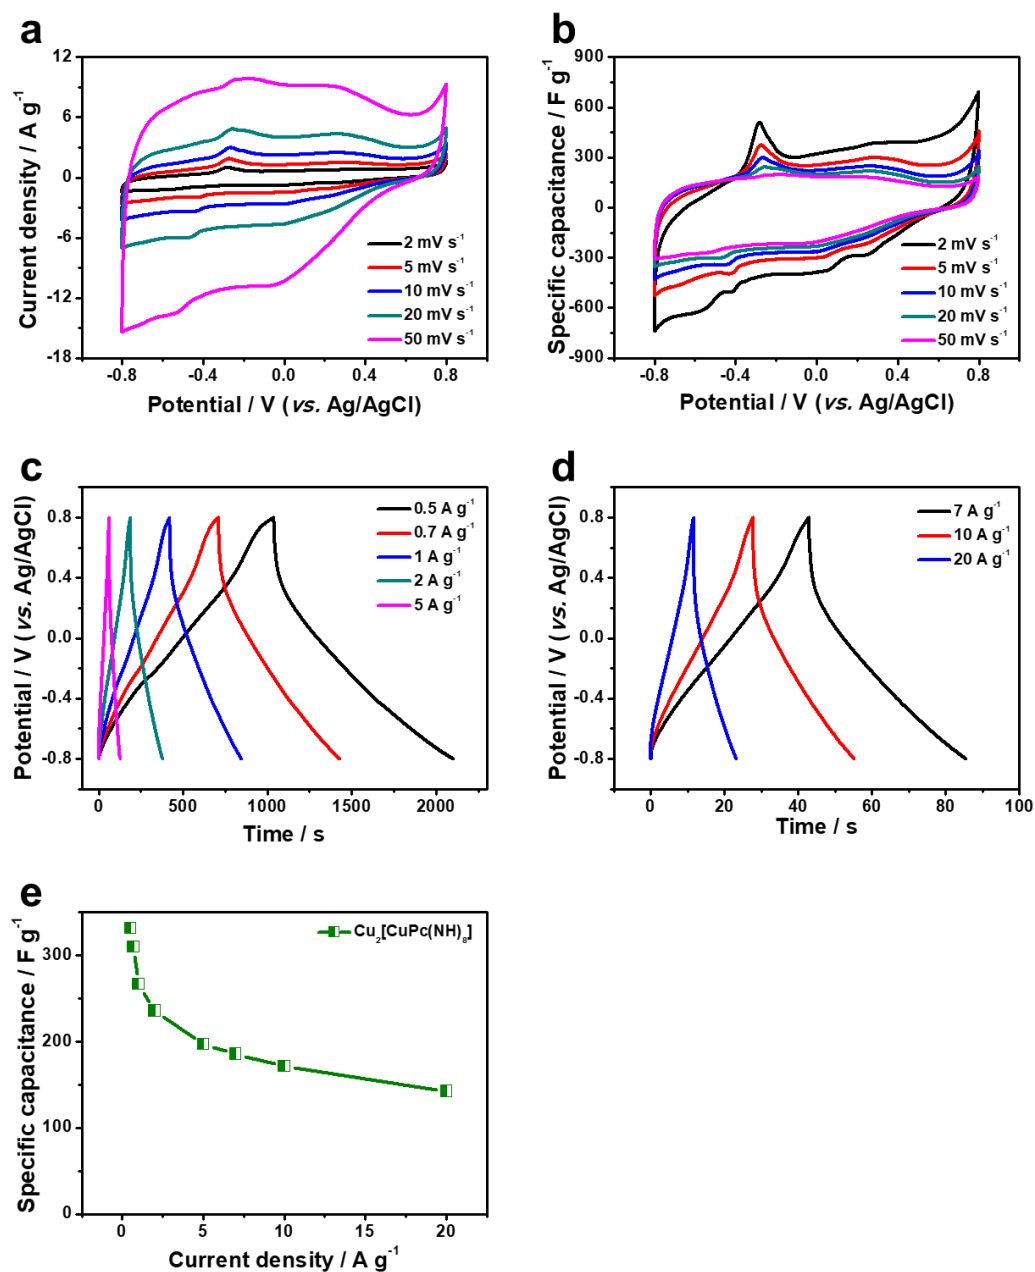 a
12
6
0
-6
-12
-18
Current density / A g⁻¹
2 mV s⁻¹
5 mV s⁻¹
10 mV s⁻¹
20 mV s⁻¹
50 mV s⁻¹
-0.8 -0.4 0.0 0.4 0.8
Potential / V (vs. Ag/AgCl)
b
900
600
300
0
-300
-600
-900
Specific capacitance / F g⁻¹
2 mV s⁻¹
5 mV s⁻¹
10 mV s⁻¹
20 mV s⁻¹
50 mV s⁻¹
-0.8 -0.4 0.0 0.4 0.8
Potential / V (vs. Ag/AgCl)
c
0.8
0.4
0.0
-0.4
-0.8
Potential / V (vs. Ag/AgCl)
0.5 A g⁻¹
0.7 A g⁻¹
1 A g⁻¹
2 A g⁻¹
5 A g⁻¹
0 500 1000 1500 2000
Time / s
d
0.8
0.4
0.0
-0.4
-0.8
Potential / V (vs. Ag/AgCl)
7 A g⁻¹
10 A g⁻¹
20 A g⁻¹
0 20 40 60 80 100
Time / s
e
300
200
100
0
Specific capacitance / F g⁻¹
Cu₂[CuPc(NH)₈]
0 5 10 15 20
Current density / A g⁻¹